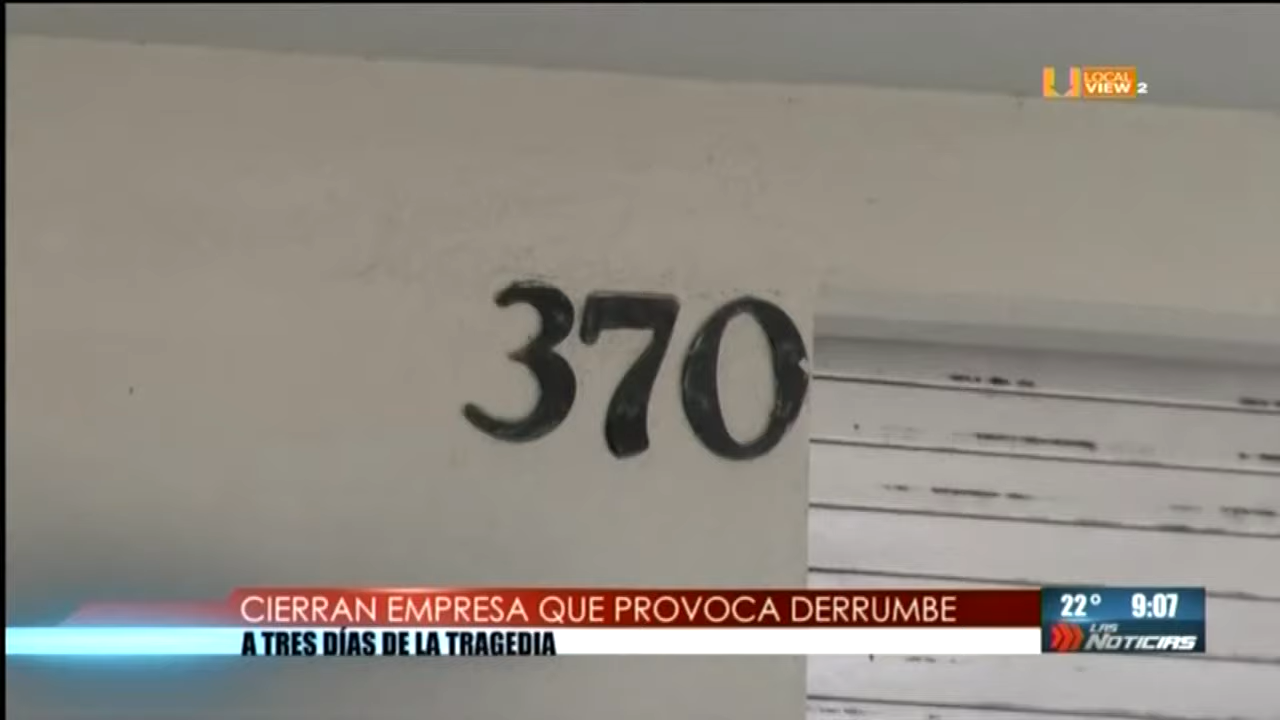 LOCAL
VIEW 2
370
CIERRAN EMPRESA QUE PROVOCA DERRUMBE
A TRES DÍAS DE LA TRAGEDIA
22° 9:07
LAS
NOTICIAS